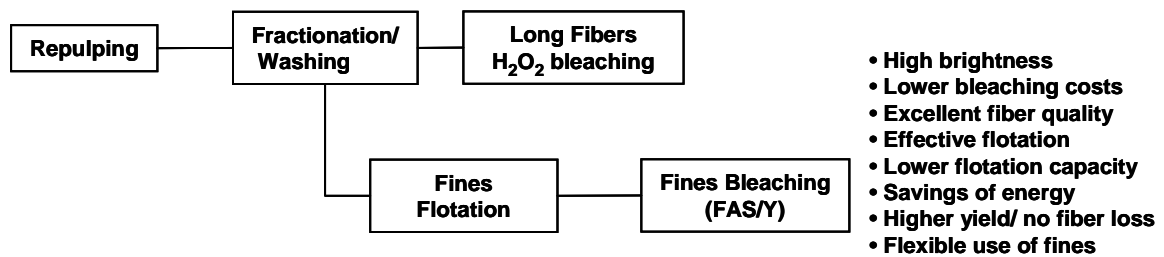 Repulping
Fractionation/
Washing
Long Fibers
H₂O₂ bleaching
Fines
Flotation
Fines Bleaching
(FAS/Y)
• High brightness
• Lower bleaching costs
• Excellent fiber quality
• Effective flotation
• Lower flotation capacity
• Savings of energy
• Higher yield/ no fiber loss
• Flexible use of fines